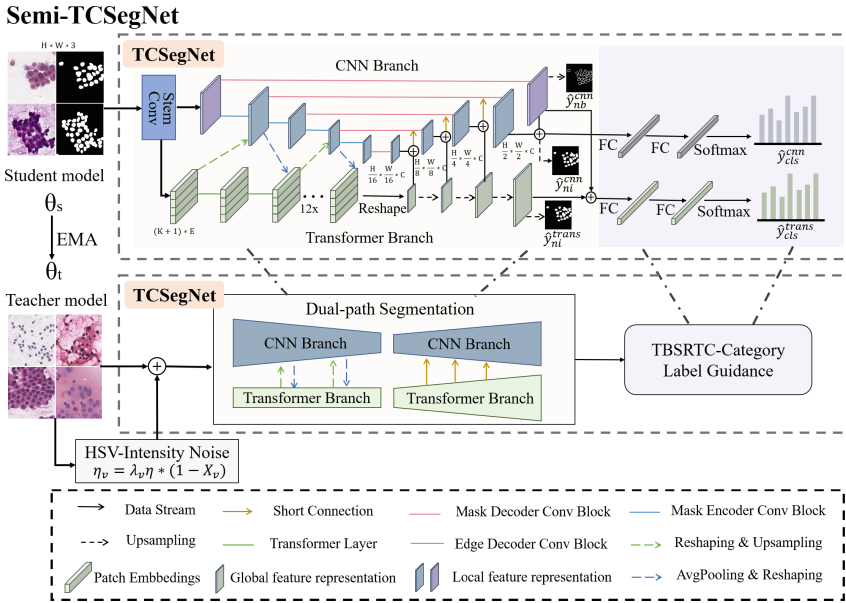 Semi-TCSegNet
H * W * 3
TCSegNet
CNN Branch
Stem Conv
ŷ_nb^cnn
H/16 * W/16 * C
H/8 * W/8 * C
H/4 * W/4 * C
H/2 * W/2 * C
ŷ_ni^cnn
FC
FC
Softmax
ŷ_cls^cnn
Student model
θ_s
EMA
θ_t
Teacher model
(K + 1) * E
12x
Reshape
Transformer Branch
ŷ_ni^trans
FC
FC
Softmax
ŷ_cls^trans
TCSegNet
Dual-path Segmentation
CNN Branch
CNN Branch
Transformer Branch
Transformer Branch
TBSRTC-Category
Label Guidance
HSV-Intensity Noise
η_v = λ_v η * (1 − X_v)
Data Stream
Short Connection
Mask Decoder Conv Block
Mask Encoder Conv Block
Upsampling
Transformer Layer
Edge Decoder Conv Block
Reshaping & Upsampling
Patch Embedings
Global feature representation
Local feature representation
AvgPooling & Reshaping